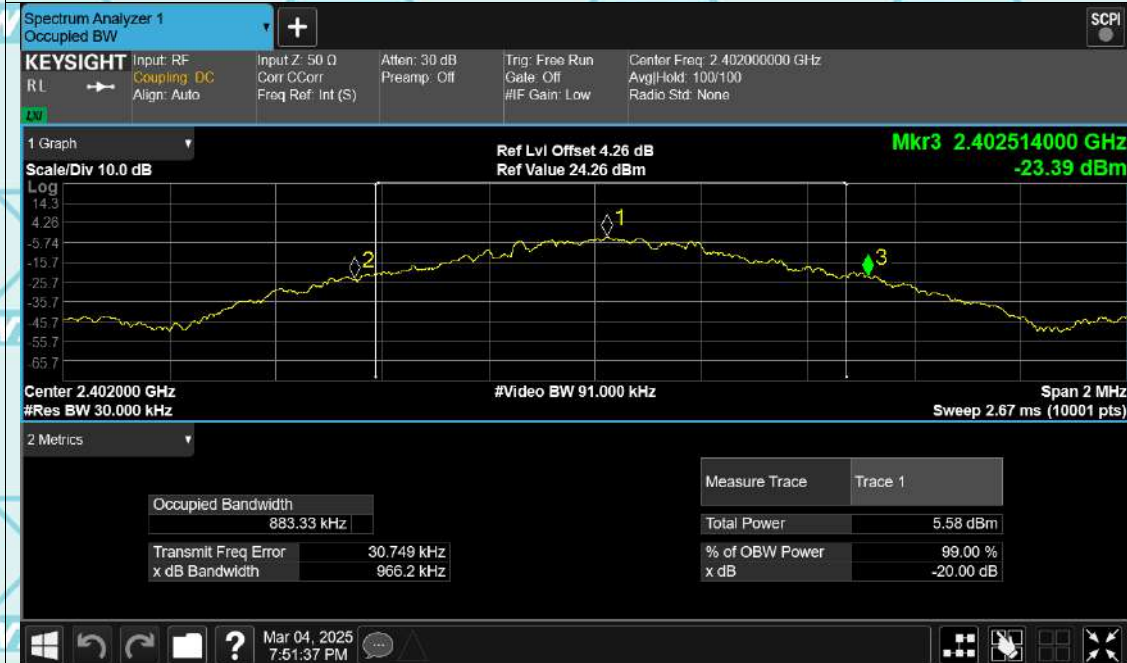 Spectrum Analyzer 1
Occupied BW
+
SCPI
KEYSIGHT
RL
LXI
Input: RF
Coupling: DC
Align: Auto
Input Z: 50 Ω
Corr CCorr
Freq Ref: Int (S)
Atten: 30 dB
Preamp: Off
Trig: Free Run
Gate: Off
#IF Gain: Low
Center Freq: 2.402000000 GHz
Avg|Hold: 100/100
Radio Std: None
1 Graph
Scale/Div 10.0 dB
Ref Lvl Offset 4.26 dB
Ref Value 24.26 dBm
Mkr3 2.402514000 GHz
-23.39 dBm
Log
14.3
4.26
-5.74
-15.7
-25.7
-35.7
-45.7
-55.7
-65.7
1
2
3
Center 2.402000 GHz
#Res BW 30.000 kHz
#Video BW 91.000 kHz
Span 2 MHz
Sweep 2.67 ms (10001 pts)
2 Metrics
Occupied Bandwidth
883.33 kHz
Transmit Freq Error 30.749 kHz
x dB Bandwidth 966.2 kHz
Measure Trace Trace 1
Total Power 5.58 dBm
% of OBW Power 99.00 %
x dB -20.00 dB
?
Mar 04, 2025
7:51:37 PM